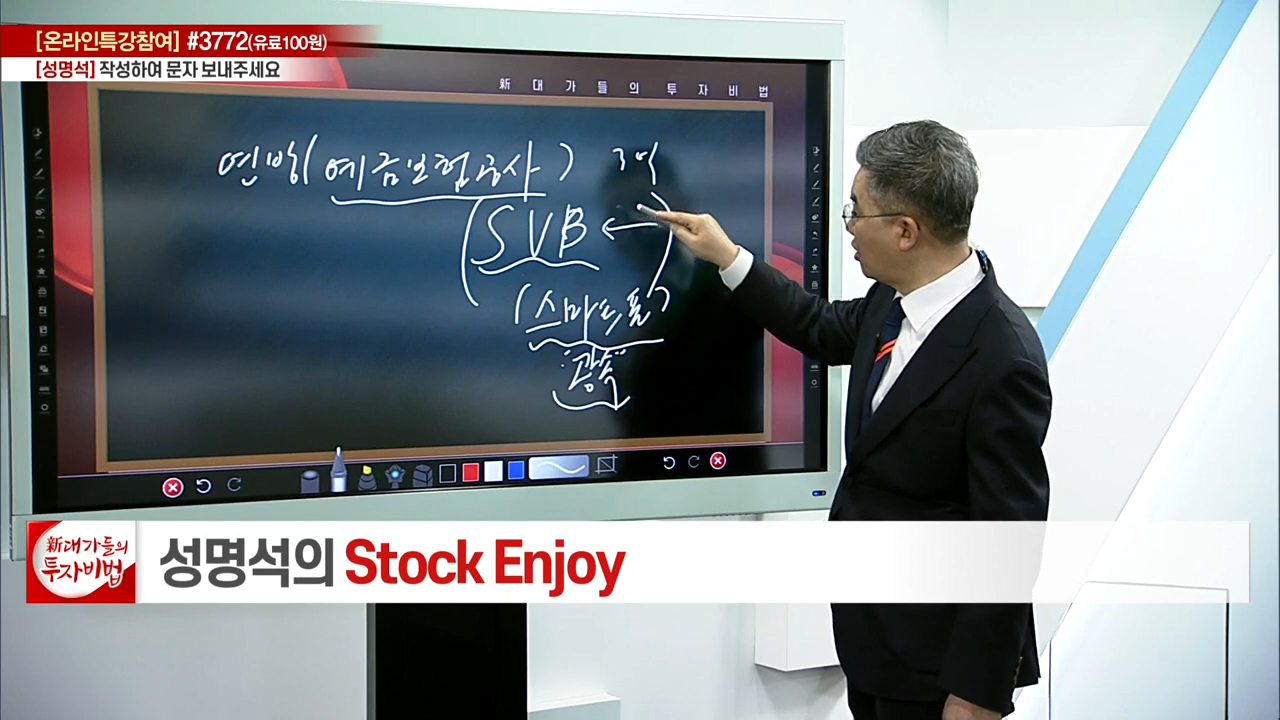 [온라인특강참여] #3772(유료100원)
[성명석] 작성하여 문자 보내주세요
新 대 가 들 의 투 자 비 법
연방(예금보험공사) 3억
(SVB ← )
(스마트폰)
"광속"
新대가들의
투자비법
성명석의 Stock Enjoy